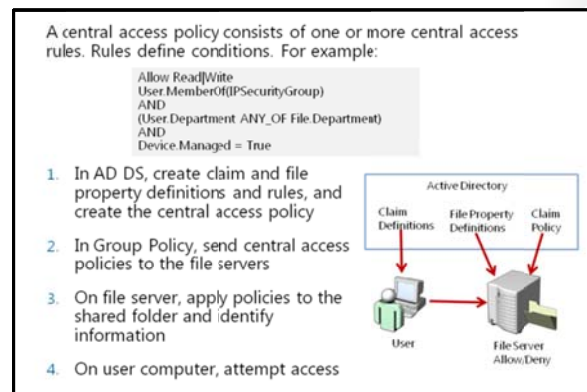 A central access policy consists of one or more central access
rules. Rules define conditions. For example:
Allow Read|Write
User.MemberOf(IPSecurityGroup)
AND
(User.Department ANY_OF File.Department)
AND
Device.Managed = True
1. In AD DS, create claim and file
property definitions and rules, and
create the central access policy
2. In Group Policy, send central access
policies to the file servers
3. On file server, apply policies to the
shared folder and identify
information
4. On user computer, attempt access
Active Directory
Claim
Definitions
File Property
Definitions
Claim
Policy
User
File Server
Allow/Deny